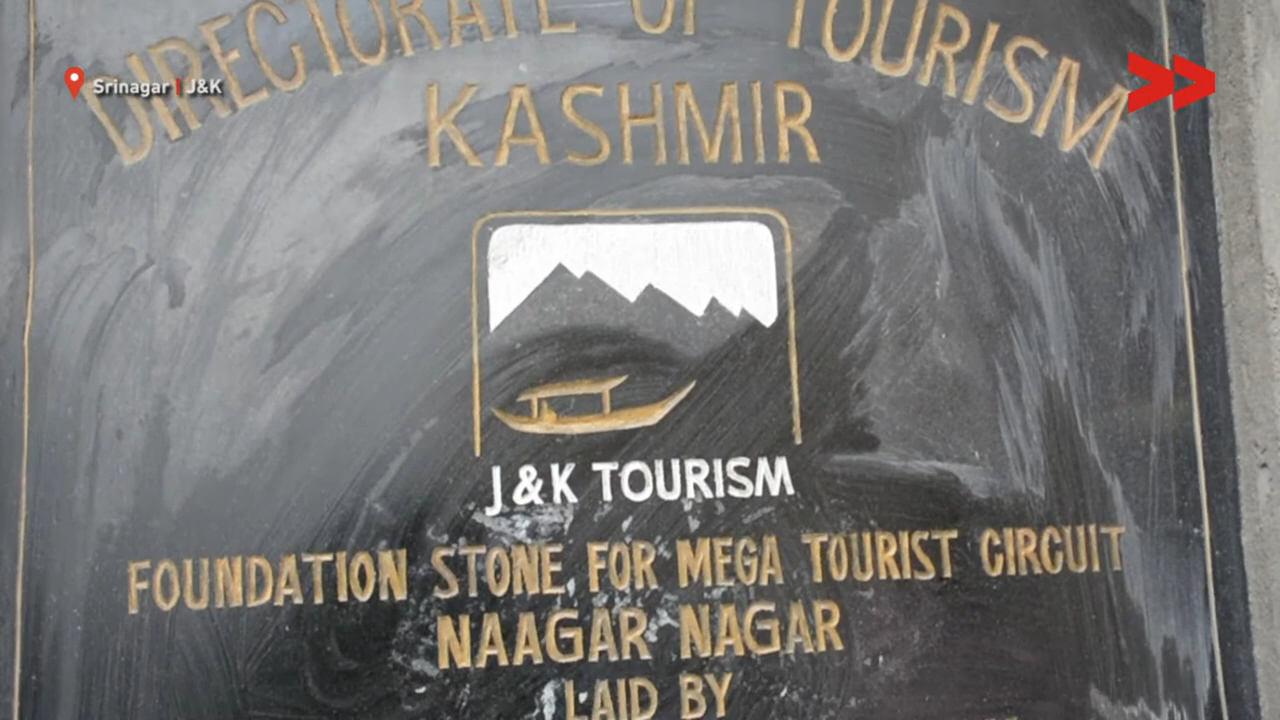 DIRECTORATE OF TOURISM
Srinagar | J&K
KASHMIR
J&K TOURISM
FOUNDATION STONE FOR MEGA TOURIST CIRCUIT
NAAGAR NAGAR
LAID BY